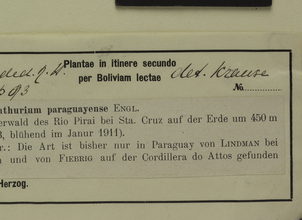 Plantae in itinere secundo
per Boliviam lectae
det. Krause
No.
nthurium paraguayense ENGL.
erwald des Rio Pirai bei Sta. Cruz auf der Erde um 450 m
3, blühend im Janur 1911).
r.: Die Art ist bisher nur in Paraguay von LINDMAN bei
n und von FIEBRIG auf der Cordillera do Attos gefunden
Herzog.